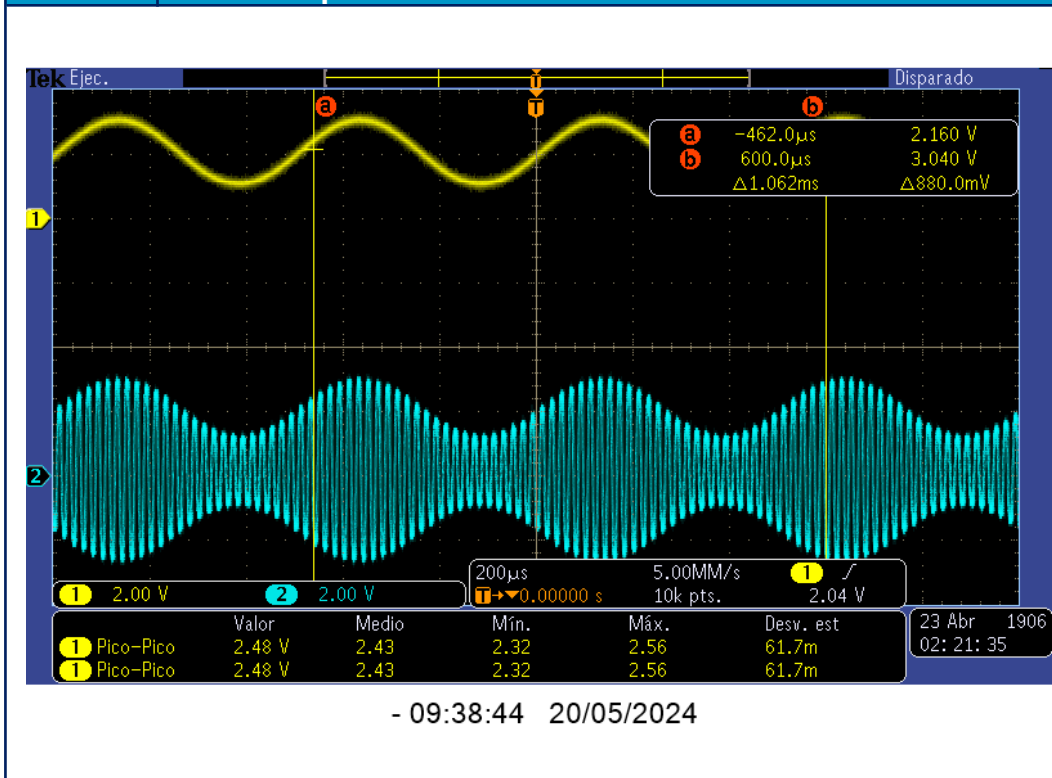 Tek Ejec. Disparado
T
a T b
a -462.0µs 2.160 V
b 600.0µs 3.040 V
Δ1.062ms Δ880.0mV
1
2
200µs 5.00MM/s 1
1 2.00 V 2 2.00 V T→▼0.00000 s 10k pts. 2.04 V
Valor Medio Mín. Máx. Desv. est
1 Pico-Pico 2.48 V 2.43 2.32 2.56 61.7m
1 Pico-Pico 2.48 V 2.43 2.32 2.56 61.7m
23 Abr 1906
02:21:35
- 09:38:44 20/05/2024